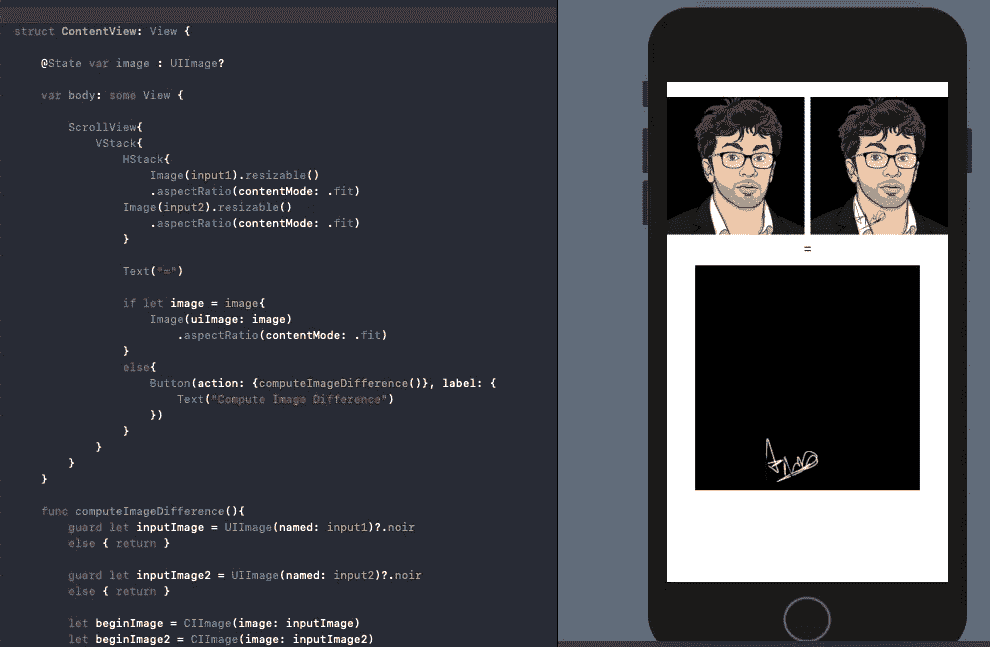 struct ContentView: View {
@State var image : UIImage?
var body: some View {
ScrollView{
VStack{
HStack{
Image(input1).resizable()
.aspectRatio(contentMode: .fit)
Image(input2).resizable()
.aspectRatio(contentMode: .fit)
}
Text("=")
if let image = image{
Image(uiImage: image)
.aspectRatio(contentMode: .fit)
}
else{
Button(action: {computeImageDifference()}, label: {
Text("Compute Image Difference")
})
}
}
}
}
func computeImageDifference(){
guard let inputImage = UIImage(named: input1)?.noir
else { return }
guard let inputImage2 = UIImage(named: input2)?.noir
else { return }
let beginImage = CIImage(image: inputImage)
let beginImage2 = CIImage(image: inputImage2)
=